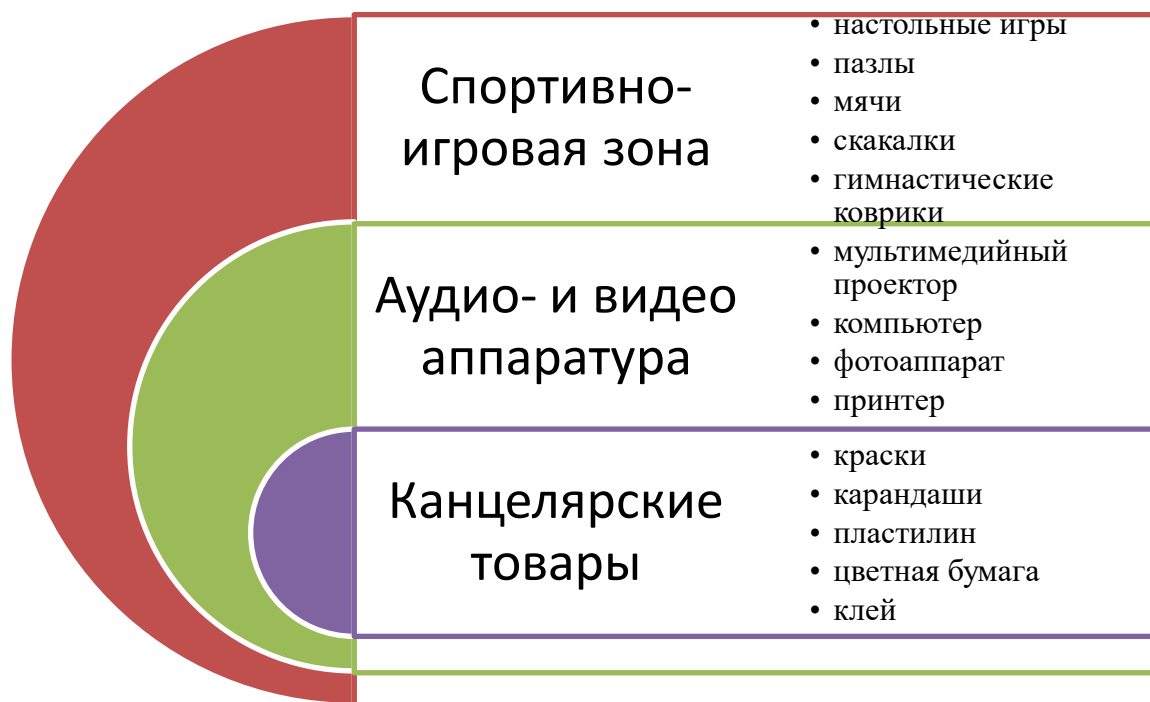 Спортивно-
игровая зона
• настольные игры
• пазлы
• мячи
• скакалки
• гимнастические
коврики
Аудио- и видео
аппаратура
• мультимедийный
проектор
• компьютер
• фотоаппарат
• принтер
Канцелярские
товары
• краски
• карандаши
• пластилин
• цветная бумага
• клей